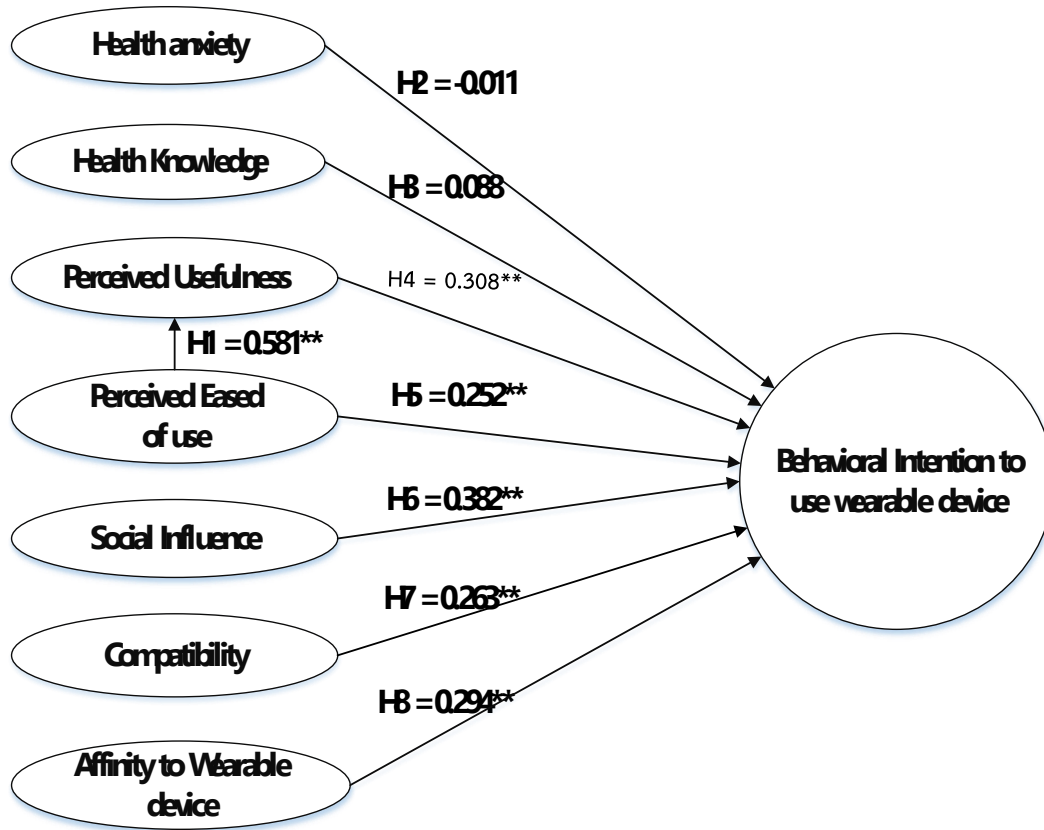 Health anxiety
H2 = -0.011
Health Knowledge
H3 = 0.088
Perceived Usefulness
H4 = 0.308**
H1 = 0.581**
Perceived Eased
of use
H5 = 0.252**
Behavioral Intention to
use wearable device
H6 = 0.382**
Social Influence
H7 = 0.263**
Compatibility
H8 = 0.294**
Affinity to Wearable
device